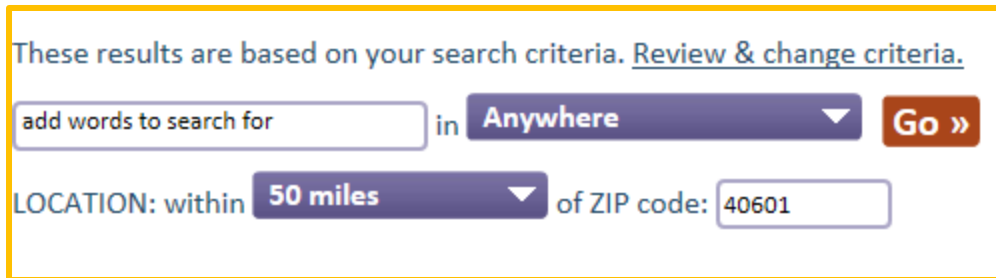 These results are based on your search criteria. Review & change criteria.
add words to search for in Anywhere Go »
LOCATION: within 50 miles of ZIP code: 40601